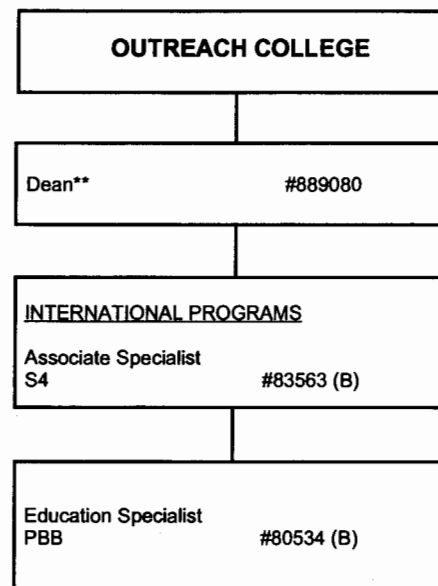 OUTREACH COLLEGE
Dean** #889080
INTERNATIONAL PROGRAMS
Associate Specialist
S4 #83563 (B)
Education Specialist
PBB #80534 (B)